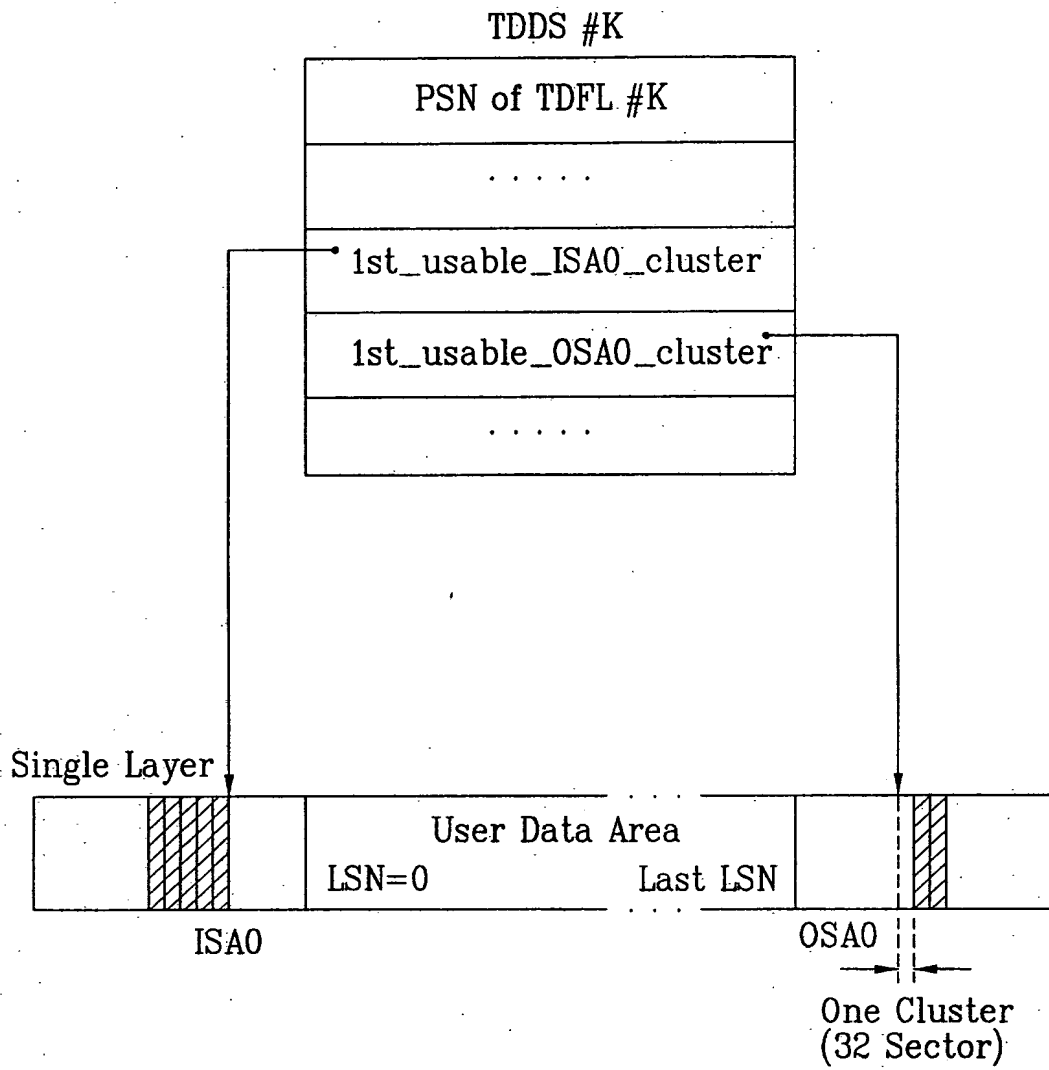 TDDS #K
PSN of TDFL #K
. . . . .
1st_usable_ISA0_cluster
1st_usable_OSA0_cluster
. . . . .
Single Layer
. . .
User Data Area
LSN=0
Last LSN
. . .
ISA0
OSA0
One Cluster
(32 Sector)